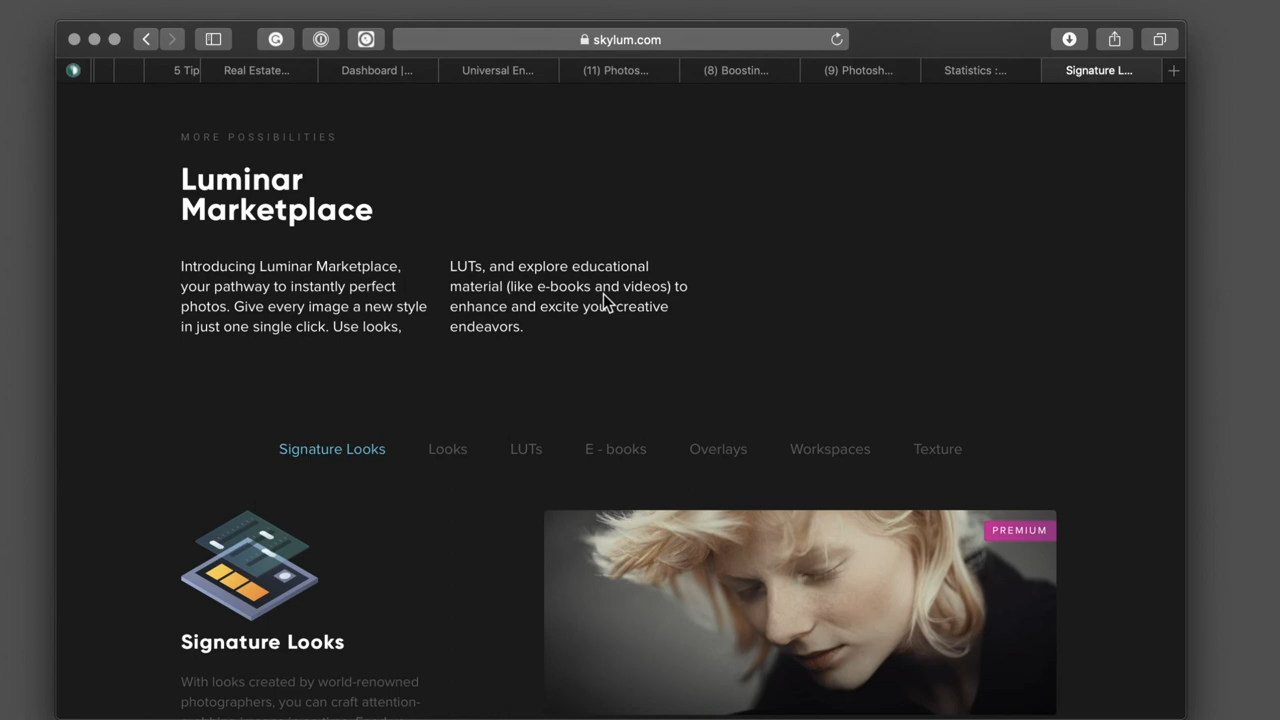 skylum.com
5 Tip
Real Estate...
Dashboard |...
Universal En...
(11) Photos...
(8) Boostin...
(9) Photosh...
Statistics :...
Signature L...
MORE POSSIBILITIES
Luminar
Marketplace
Introducing Luminar Marketplace,
your pathway to instantly perfect
photos. Give every image a new style
in just one single click. Use looks,
LUTs, and explore educational
material (like e-books and videos) to
enhance and excite your creative
endeavors.
Signature Looks
Looks
LUTs
E - books
Overlays
Workspaces
Texture
PREMIUM
Signature Looks
With looks created by world-renowned
photographers, you can craft attention-